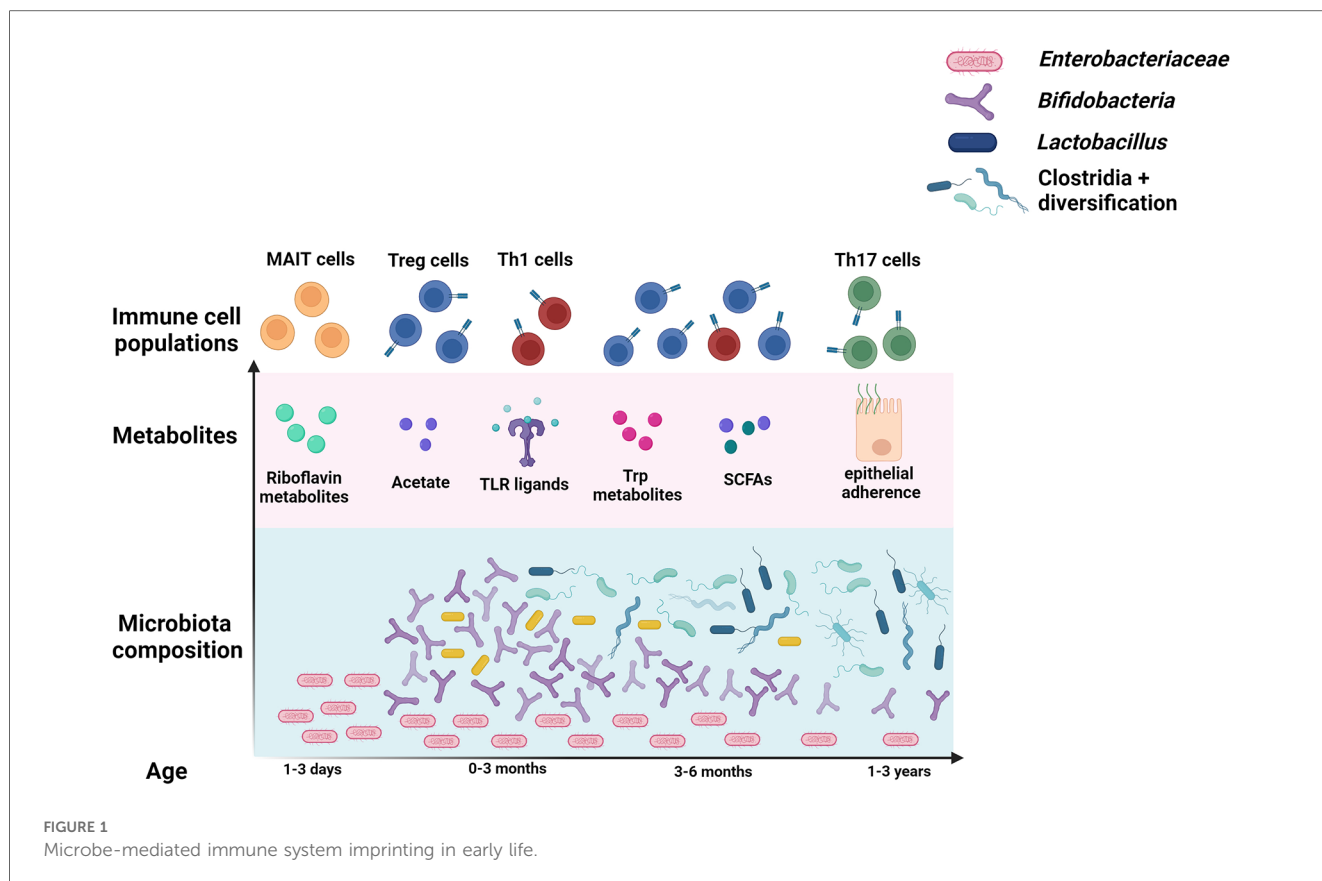 Enterobacteriaceae
Bifidobacteria
Lactobacillus
Clostridia +
diversification
MAIT cells
Treg cells
Th1 cells
Th17 cells
Immune cell
populations
Metabolites
Riboflavin
metabolites
Acetate
TLR ligands
Trp
metabolites
SCFAs
epithelial
adherence
Microbiota
composition
Age
1-3 days
0-3 months
3-6 months
1-3 years
FIGURE 1
Microbe-mediated immune system imprinting in early life.